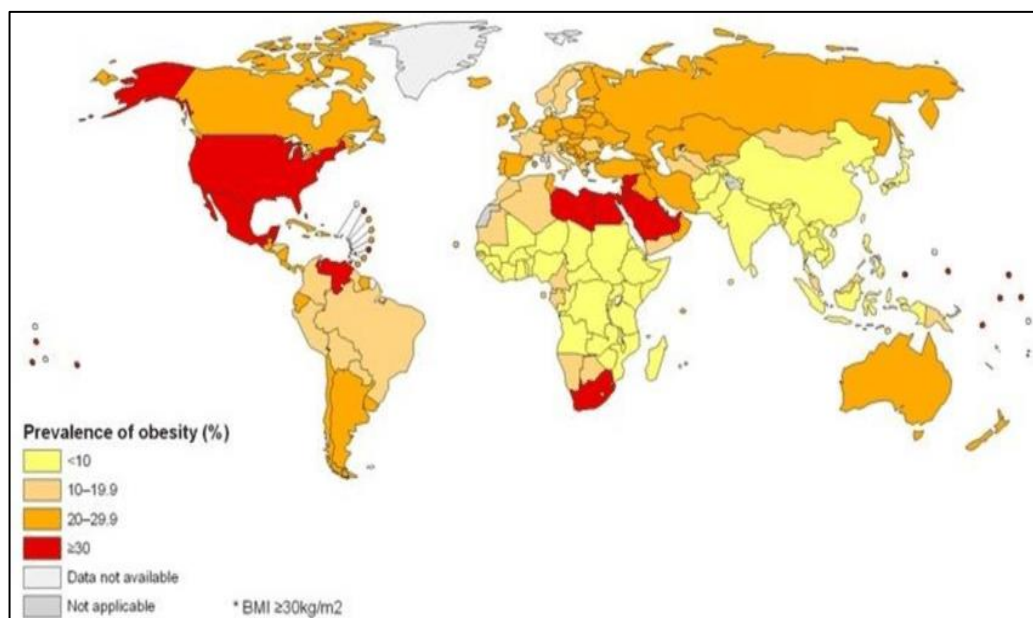 Prevalence of obesity (%)
<10
10–19.9
20–29.9
≥30
Data not available
Not applicable
* BMI ≥30kg/m2